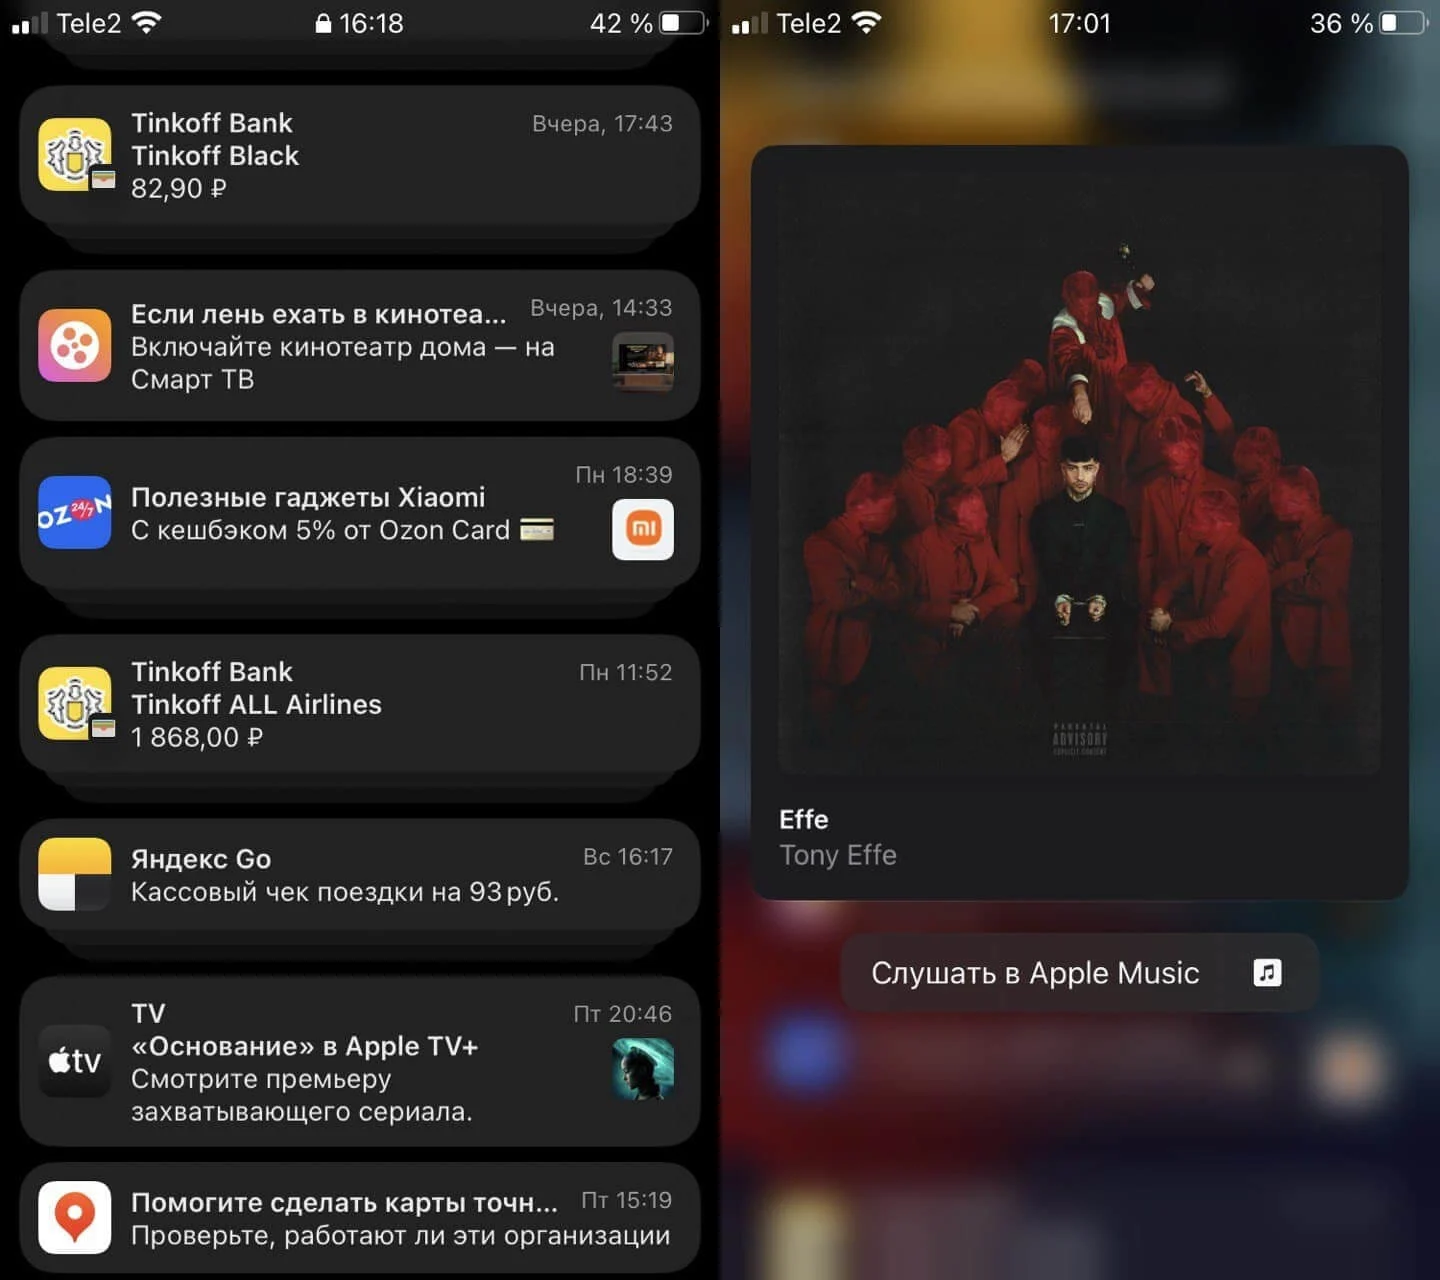 Tele2
16:18
42 %
Tinkoff Bank
Вчера, 17:43
Tinkoff Black
82,90 ₽
Если лень ехать в кинотеа...
Вчера, 14:33
Включайте кинотеатр дома — на
Смарт ТВ
Пн 18:39
OZON 24/7
Полезные гаджеты Xiaomi
С кешбэком 5% от Ozon Card
mi
Tinkoff Bank
Пн 11:52
Tinkoff ALL Airlines
1 868,00 ₽
Яндекс Go
Вс 16:17
Кассовый чек поездки на 93 руб.
TV
Пт 20:46
«Основание» в Apple TV+
tv
Смотрите премьеру
захватывающего сериала.
Помогите сделать карты точн...
Пт 15:19
Проверьте, работают ли эти организации
Tele2
17:01
36 %
PARENTAL
ADVISORY
EXPLICIT CONTENT
Effe
Tony Effe
Слушать в Apple Music